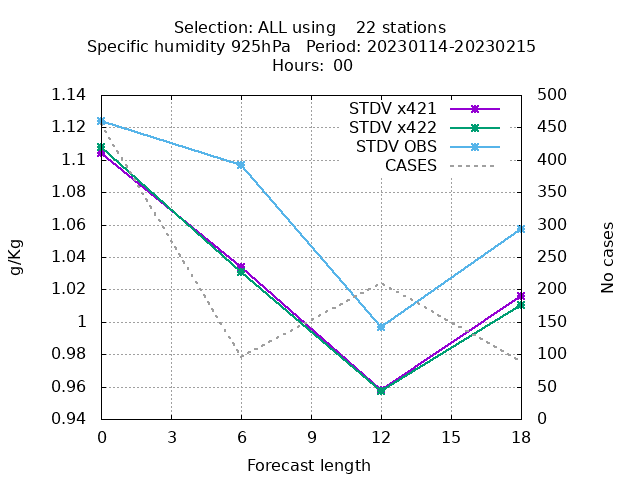 Selection: ALL using    22 stations
Specific humidity 925hPa   Period: 20230114-20230215
Hours:  00
STDV x421
STDV x422
STDV OBS
CASES
1.14
1.12
1.1
1.08
1.06
1.04
1.02
1
0.98
0.96
0.94
g/Kg
500
450
400
350
300
250
200
150
100
50
0
No cases
0 3 6 9 12 15 18
Forecast length